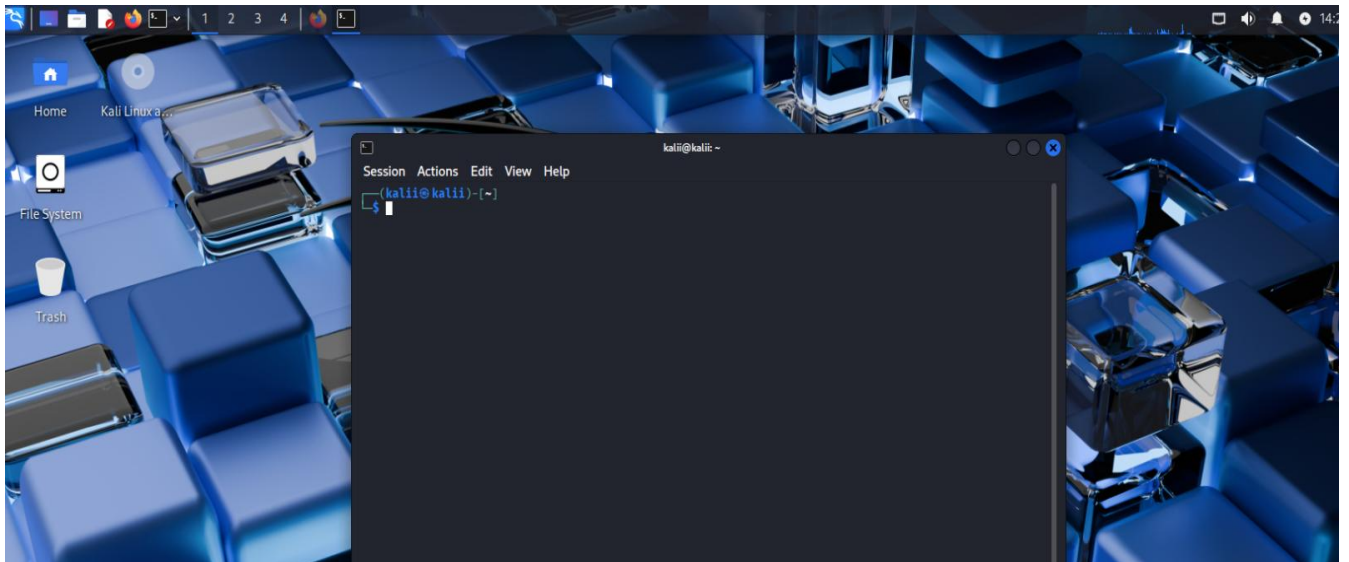 1 2 3 4
14:2
Home
Kali Linux a...
File System
Trash
kalii@kalii: ~
Session Actions Edit View Help
┌──(kalii㉿kalii)-[~]
└─$